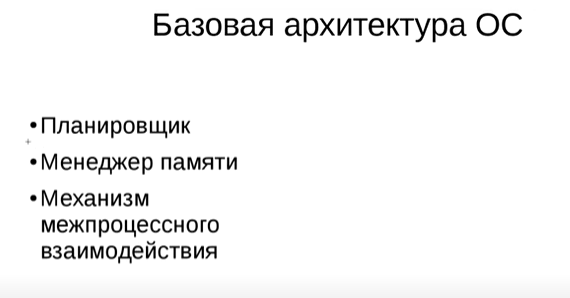 Базовая архитектура ОС
•Планировщик
•Менеджер памяти
•Механизм
межпроцессного
взаимодействия